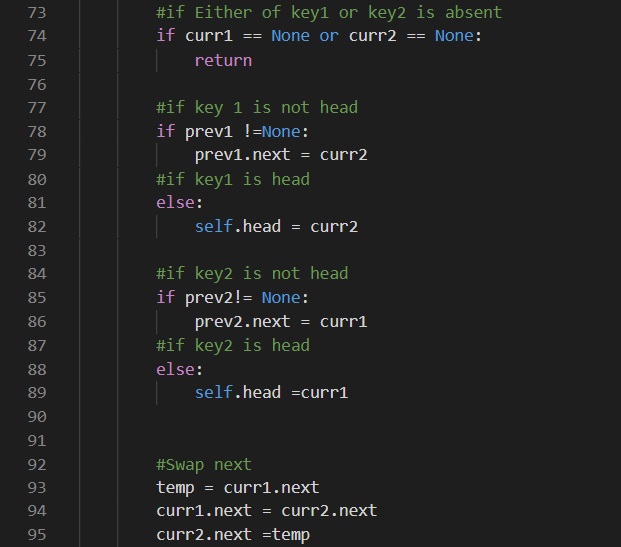 73 #if Either of key1 or key2 is absent
74 if curr1 == None or curr2 == None:
75 return
76
77 #if key 1 is not head
78 if prev1 !=None:
79 prev1.next = curr2
80 #if key1 is head
81 else:
82 self.head = curr2
83
84 #if key2 is not head
85 if prev2!= None:
86 prev2.next = curr1
87 #if key2 is head
88 else:
89 self.head =curr1
90
91
92 #Swap next
93 temp = curr1.next
94 curr1.next = curr2.next
95 curr2.next =temp